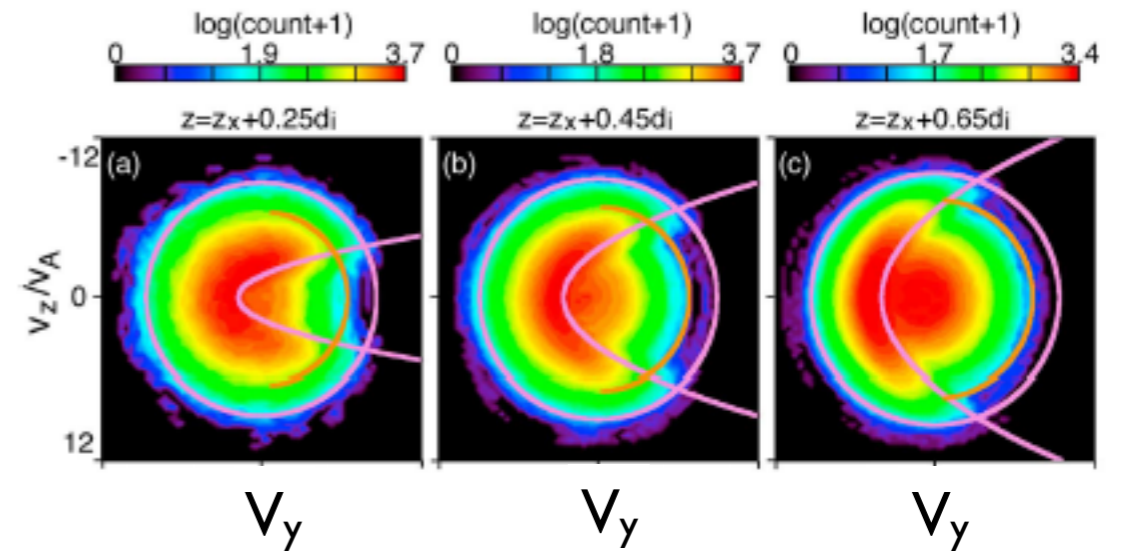 log(count+1) log(count+1) log(count+1)
0 1.9 3.7 0 1.8 3.7 0 1.7 3.4
z=zx+0.25di z=zx+0.45di z=zx+0.65di
-12 (a) (b) (c)
vz/vA 0
12
Vy Vy Vy